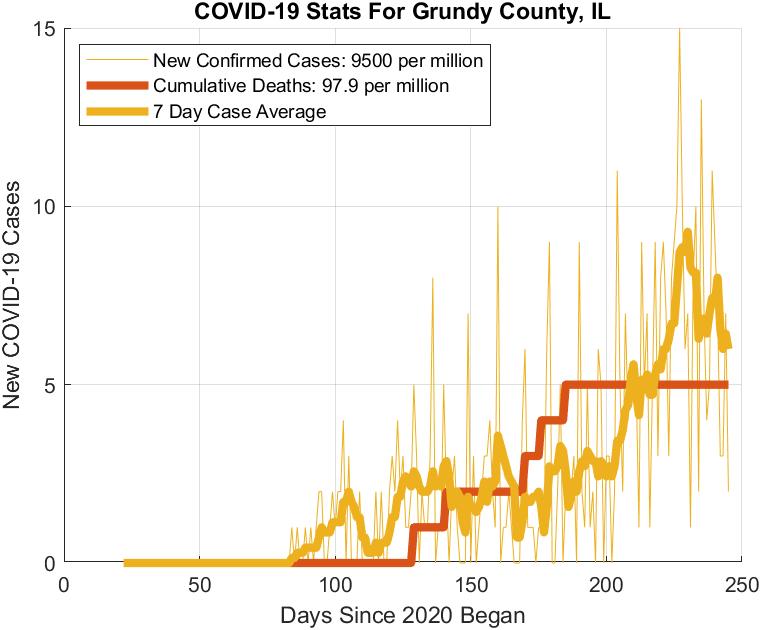 COVID-19 Stats For Grundy County, IL
New Confirmed Cases: 9500 per million
Cumulative Deaths: 97.9 per million
7 Day Case Average
New COVID-19 Cases
15
10
5
0
0 50 100 150 200 250
Days Since 2020 Began